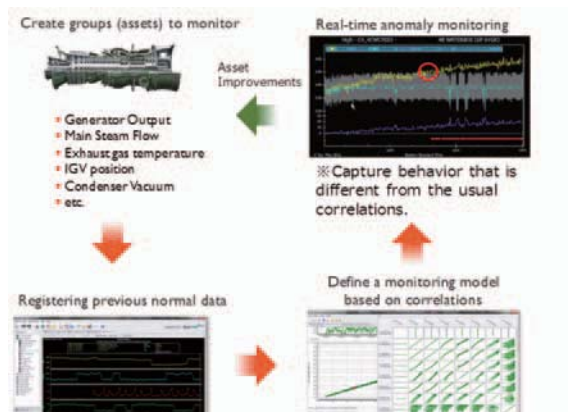 Create groups (assets) to monitor
Real-time anomaly monitoring
Asset
Improvements
Generator Output
Main Steam Flow
Exhaust gas temperature
IGV position
Condenser Vacuum
etc.
※Capture behavior that is
different from the usual
correlations.
Registering previous normal data
Define a monitoring model
based on correlations